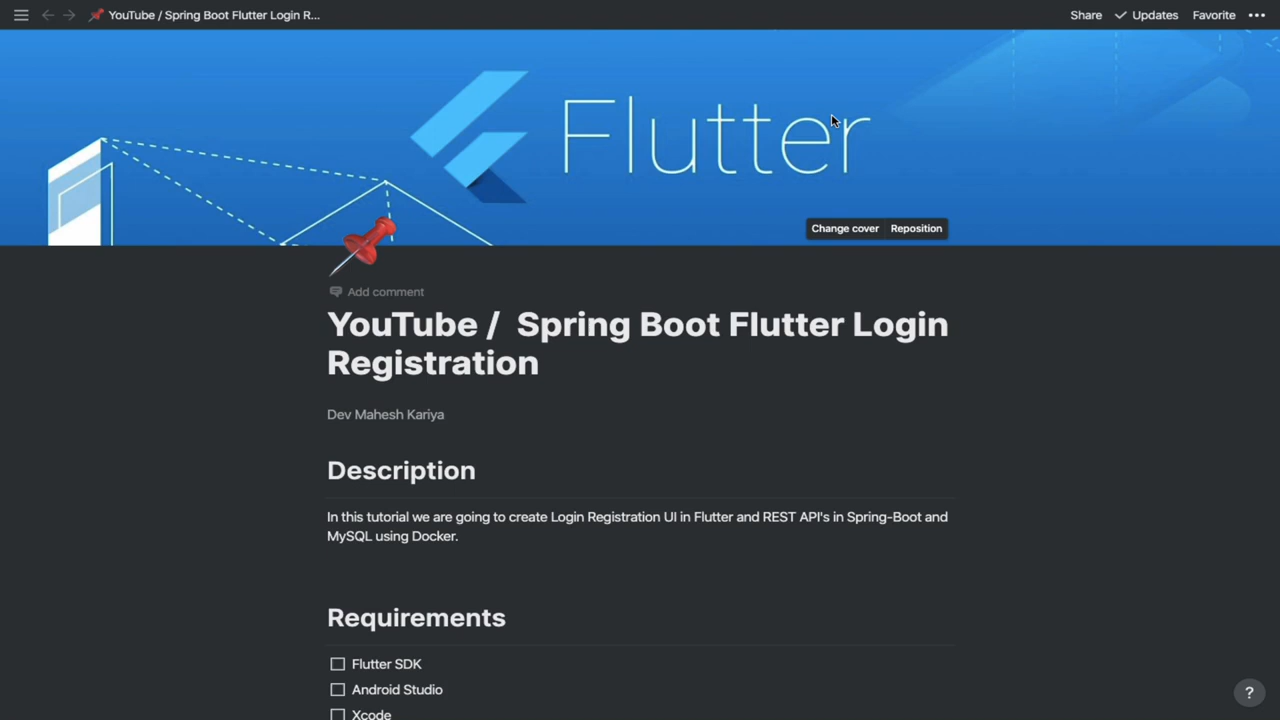 YouTube / Spring Boot Flutter Login R...
Share
Updates
Favorite
Flutter
Change cover
Reposition
Add comment
YouTube /  Spring Boot Flutter Login
Registration
Dev Mahesh Kariya
Description
In this tutorial we are going to create Login Registration UI in Flutter and REST API's in Spring-Boot and
MySQL using Docker.
Requirements
Flutter SDK
Android Studio
Xcode
?